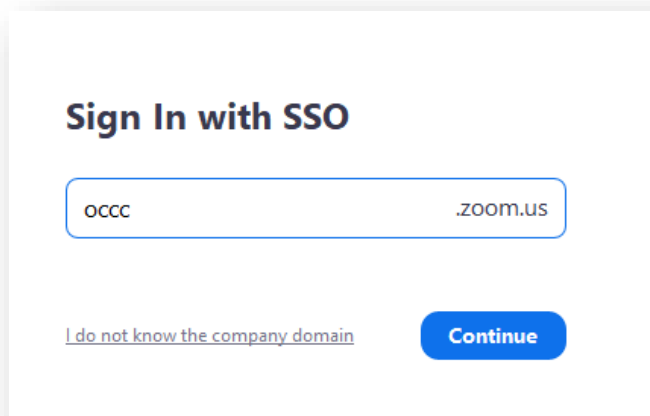 Sign In with SSO
occc .zoom.us
I do not know the company domain
Continue